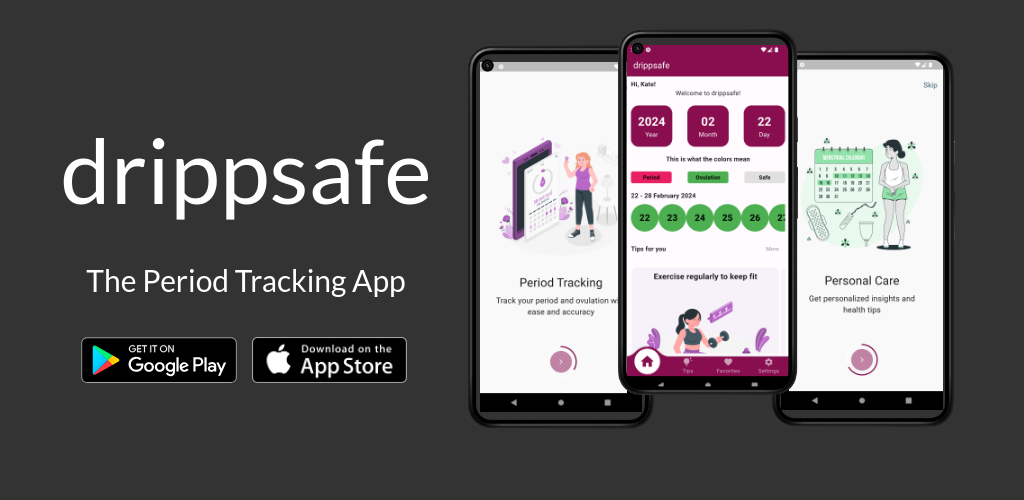 drippsafe
The Period Tracking App
GET IT ON
Google Play
Download on the
App Store
Period Tracking
Track your period and ovulation
ease and accuracy
drippsafe
Hi, Kate!
Welcome to drippsafe!
2024 02 22
Year Month Day
This is what the colors mean
Period Ovulation Safe
22 - 28 February 2024
22 23 24 25 26 27
Tips for you More
Exercise regularly to keep fit
Tips Favorites Settings
Skip
MENSTRUAL CALENDAR
Personal Care
Get personalized insights and
health tips